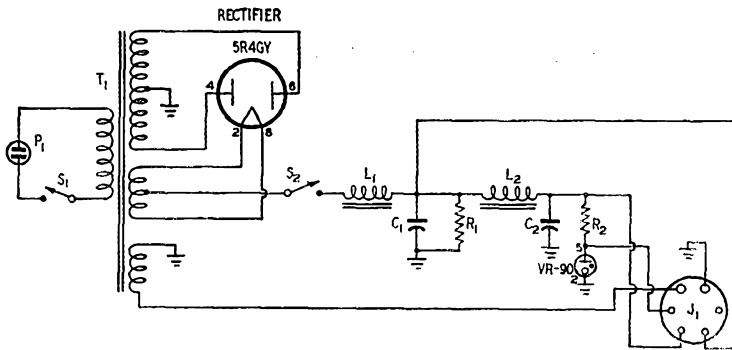 RECTIFIER
5R4GY
T1
4
6
2
8
P1
S1
S2
L1
L2
C1
R1
C2
R2
5
VR-90
2
J1